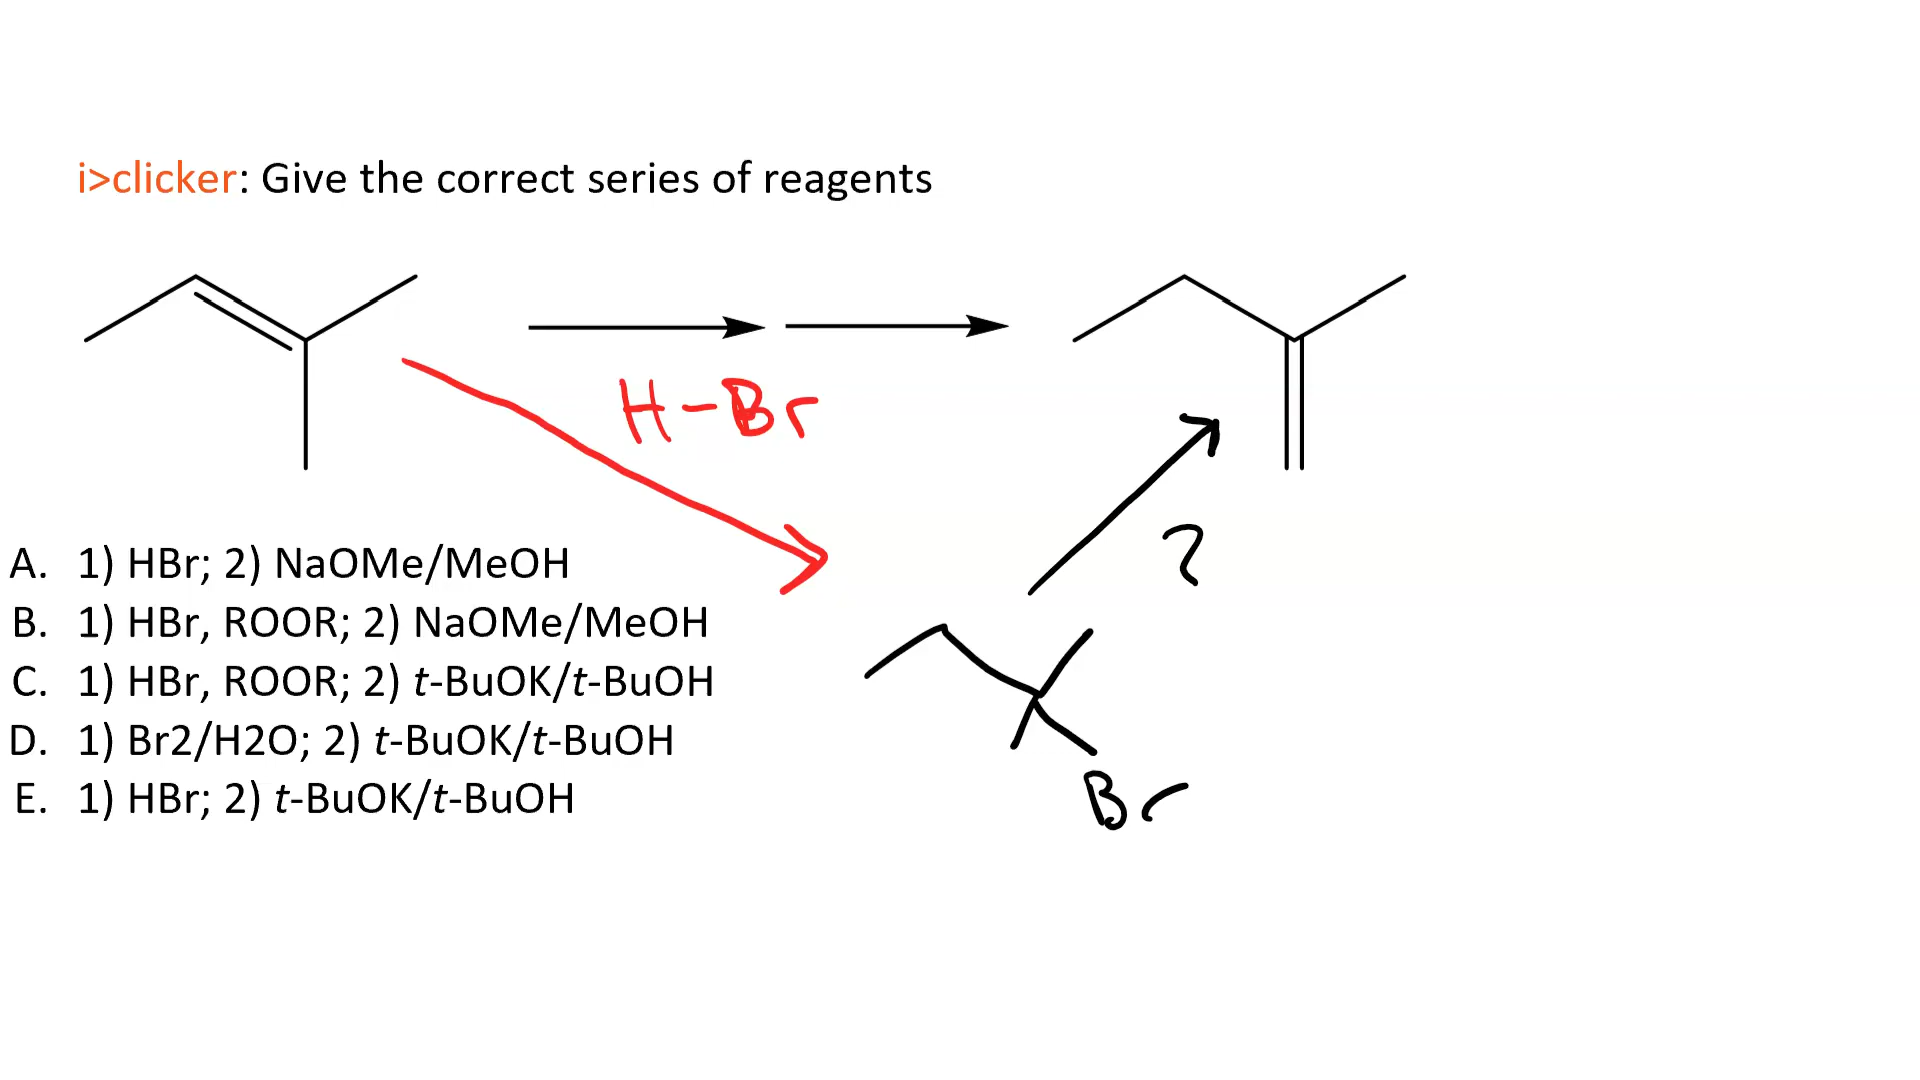 i>clicker: Give the correct series of reagents
H-Br
A. 1) HBr; 2) NaOMe/MeOH
?
B. 1) HBr, ROOR; 2) NaOMe/MeOH
C. 1) HBr, ROOR; 2) t-BuOK/t-BuOH
D. 1) Br2/H2O; 2) t-BuOK/t-BuOH
E. 1) HBr; 2) t-BuOK/t-BuOH
Br